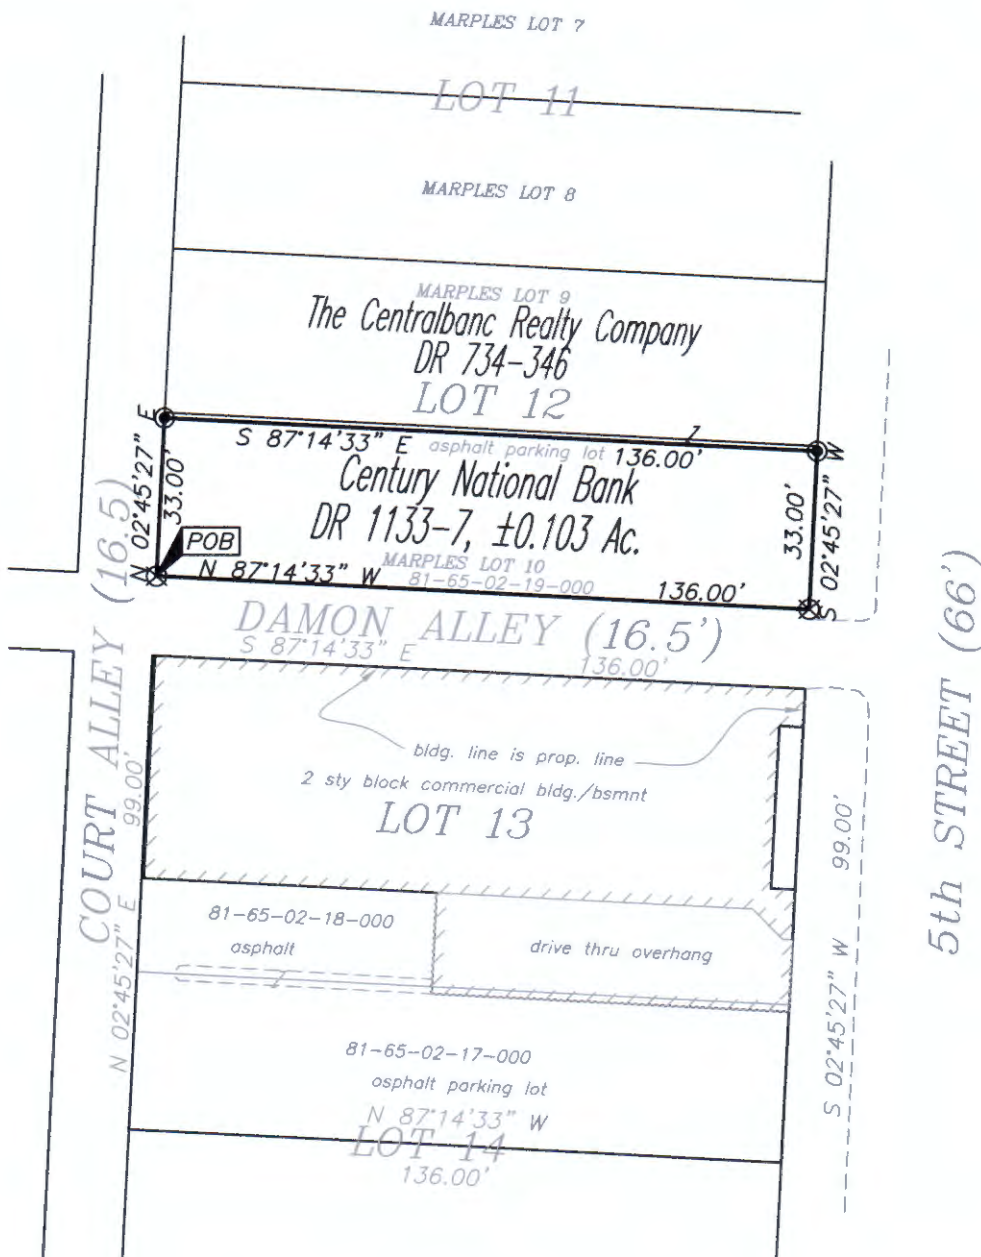 MARPLES LOT 7
LOT 11
MARPLES LOT 8
MARPLES LOT 9
The Centralbanc Realty Company
DR 734-346
LOT 12
S 87°14'33" E
asphalt parking lot
136.00'
Century National Bank
DR 1133-7, ±0.103 Ac.
MARPLES LOT 10
81-65-02-19-000
N 87°14'33" W
136.00'
N 02°45'27" E
33.00'
POB
33.00'
S 02°45'27" W
DAMON ALLEY (16.5')
S 87°14'33" E
136.00'
COURT ALLEY (16.5)
5th STREET (66')
bldg. line is prop. line
2 sty block commercial bldg./bsmnt
LOT 13
99.00'
N 02°45'27" E
99.00'
S 02°45'27" W
81-65-02-18-000
asphalt
drive thru overhang
81-65-02-17-000
asphalt parking lot
N 87°14'33" W
LOT 14
136.00'